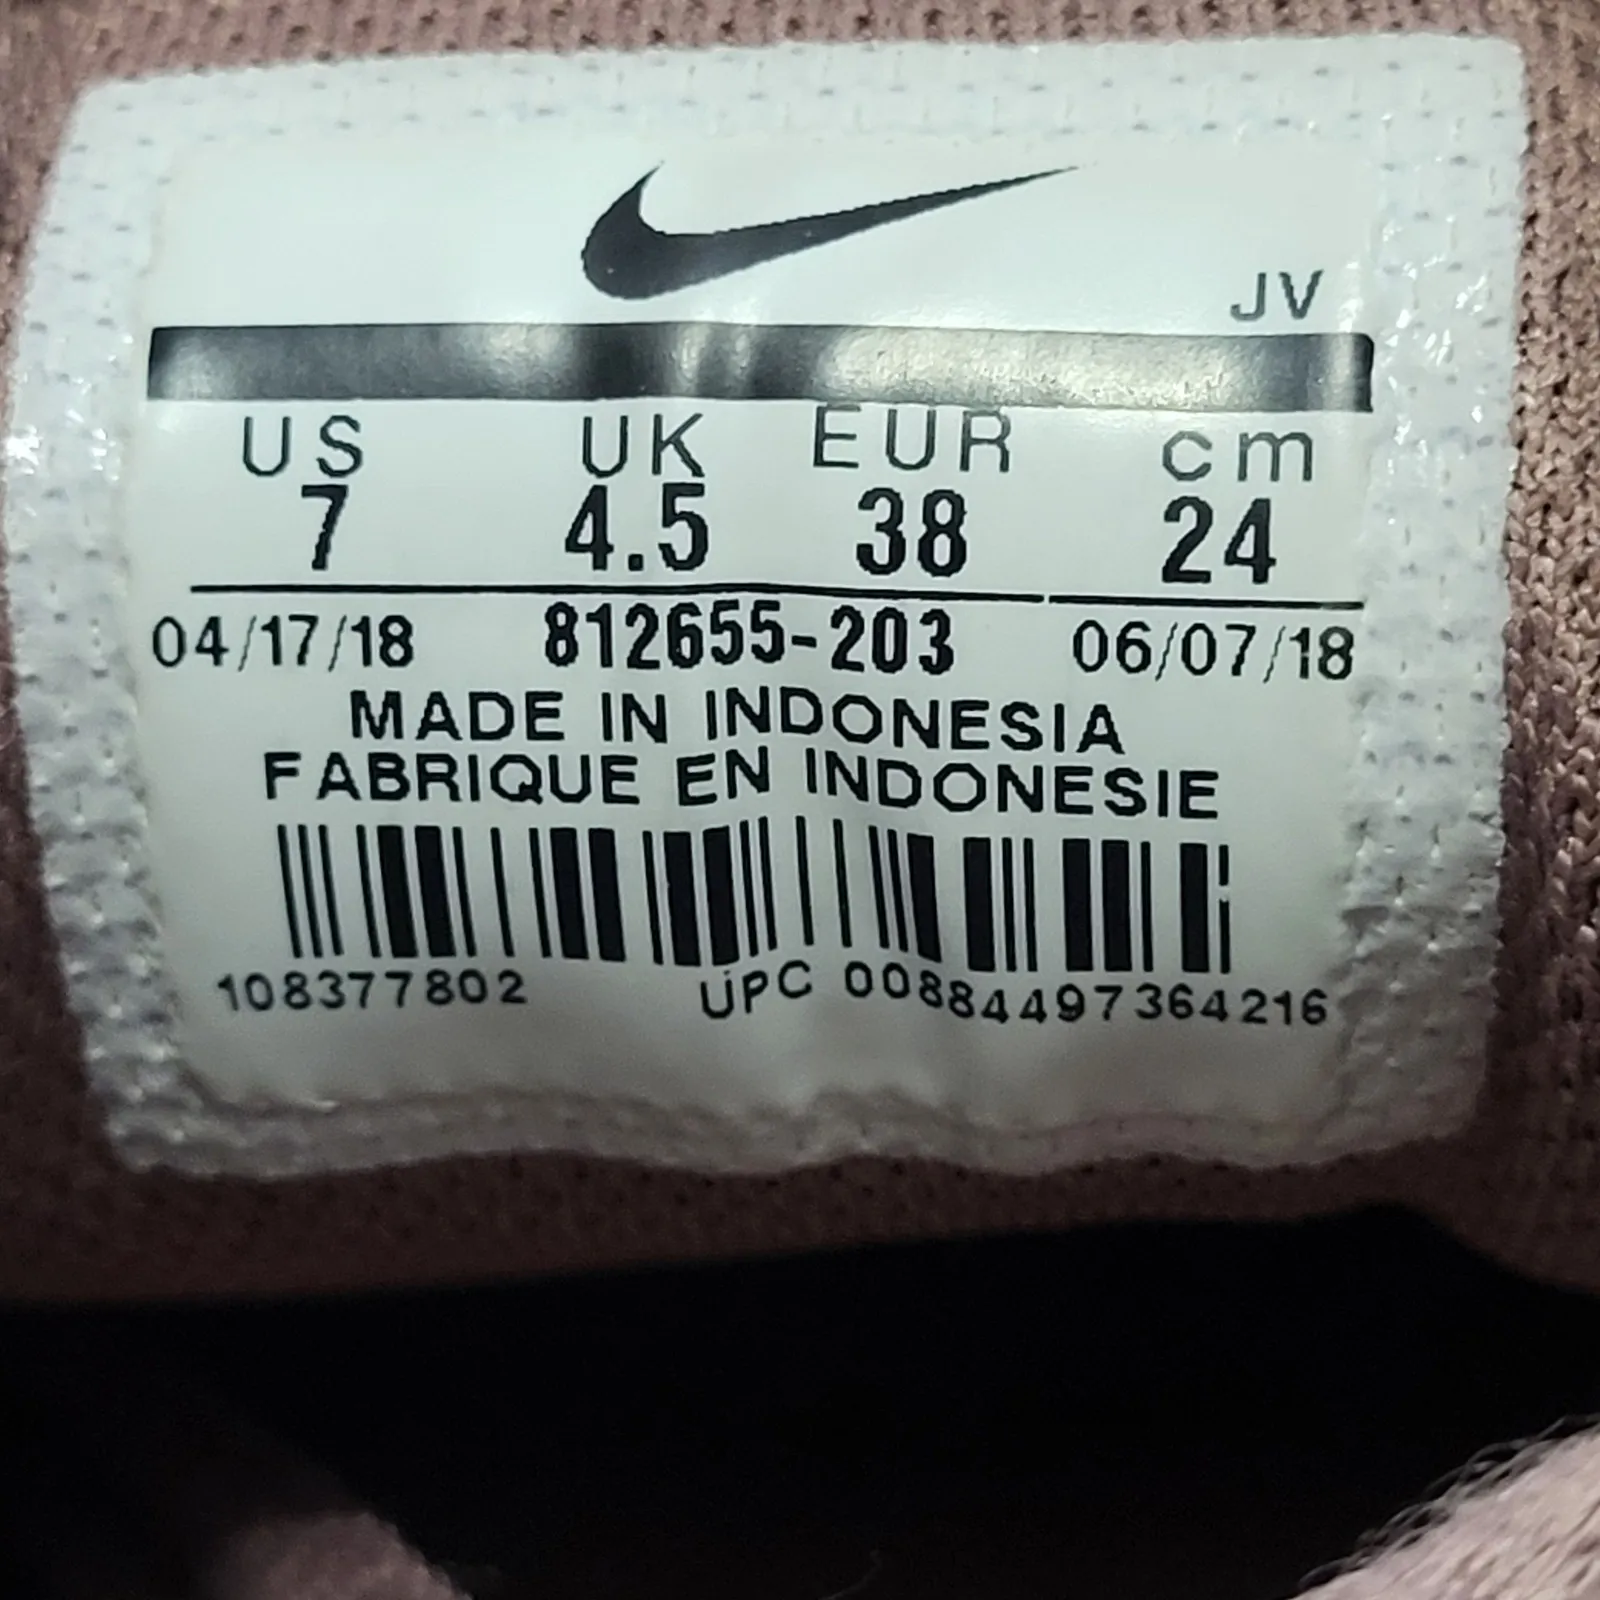 JV
US UK EUR cm
7 4.5 38 24
04/17/18 812655-203 06/07/18
MADE IN INDONESIA
FABRIQUE EN INDONESIE
108377802 UPC 00884497364216